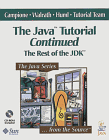 Campione • Walrath • Huml • Tutorial Team
The Java™ Tutorial
Continued
The Rest of the JDK™
The Java Series
... from the Source